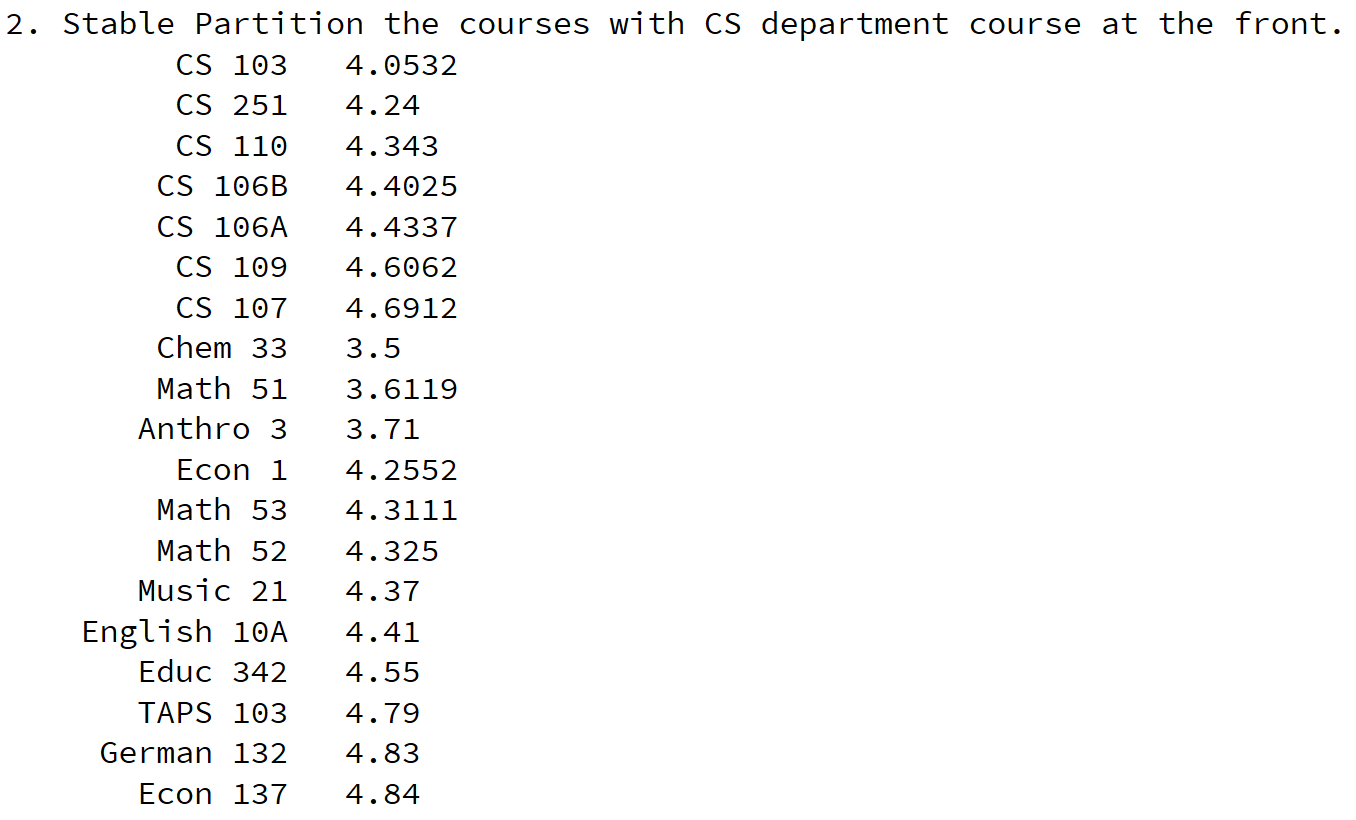 2. Stable Partition the courses with CS department course at the front.
CS 103 4.0532
CS 251 4.24
CS 110 4.343
CS 106B 4.4025
CS 106A 4.4337
CS 109 4.6062
CS 107 4.6912
Chem 33 3.5
Math 51 3.6119
Anthro 3 3.71
Econ 1 4.2552
Math 53 4.3111
Math 52 4.325
Music 21 4.37
English 10A 4.41
Educ 342 4.55
TAPS 103 4.79
German 132 4.83
Econ 137 4.84